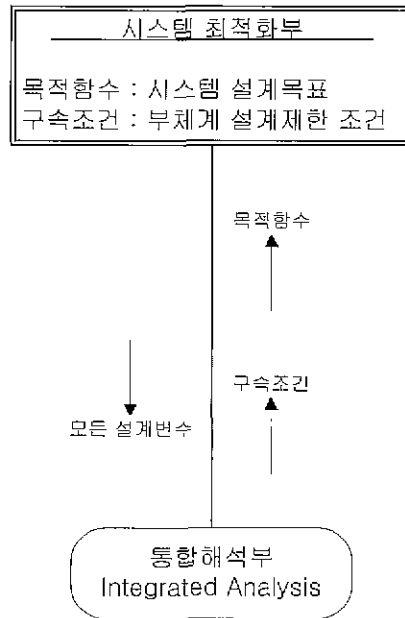 시스템 최적화부
목적함수 : 시스템 설계목표
구속조건 : 부체계 설계제한 조건
목적함수
구속조건
모든 설계변수
통합해석부
Integrated Analysis